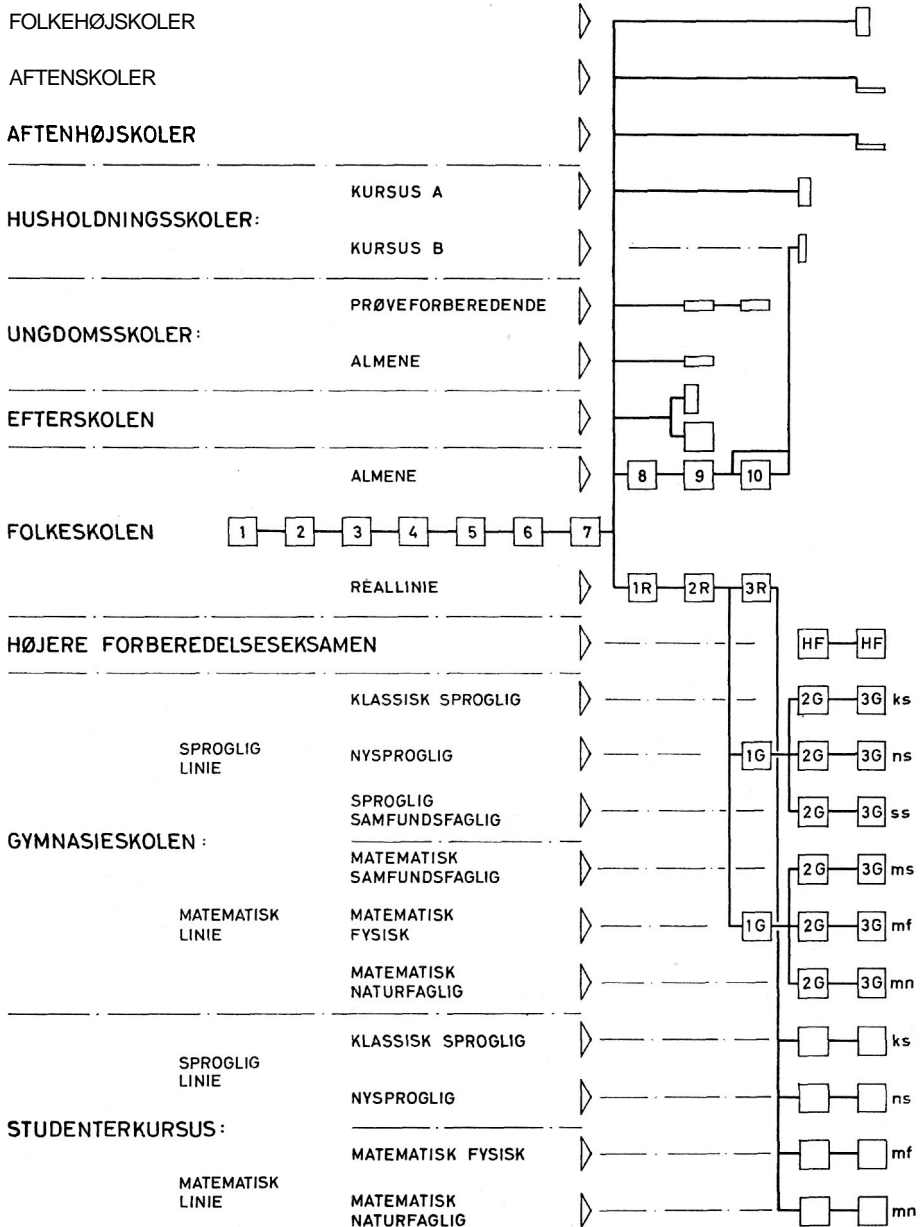 FOLKEHØJSKOLER
AFTENSKOLER
AFTENHØJSKOLER
KURSUS A
HUSHOLDNINGSSKOLER:
KURSUS B
PRØVEFORBEREDENDE
UNGDOMSSKOLER:
ALMENE
EFTERSKOLEN
ALMENE 8 9 10
FOLKESKOLEN 1 2 3 4 5 6 7
REALLINIE 1R 2R 3R
HØJERE FORBEREDELSESEKSAMEN HF HF
KLASSISK SPROGLIG 2G 3G ks
SPROGLIG
LINIE
NYSPROGLIG 1G 2G 3G ns
SPROGLIG
SAMFUNDSFAGLIG 2G 3G ss
GYMNASIESKOLEN:
MATEMATISK
SAMFUNDSFAGLIG 2G 3G ms
MATEMATISK
LINIE
MATEMATISK
FYSISK 1G 2G 3G mf
MATEMATISK
NATURFAGLIG 2G 3G mn
KLASSISK SPROGLIG ks
SPROGLIG
LINIE
NYSPROGLIG ns
STUDENTERKURSUS:
MATEMATISK FYSISK mf
MATEMATISK
LINIE
MATEMATISK
NATURFAGLIG mn